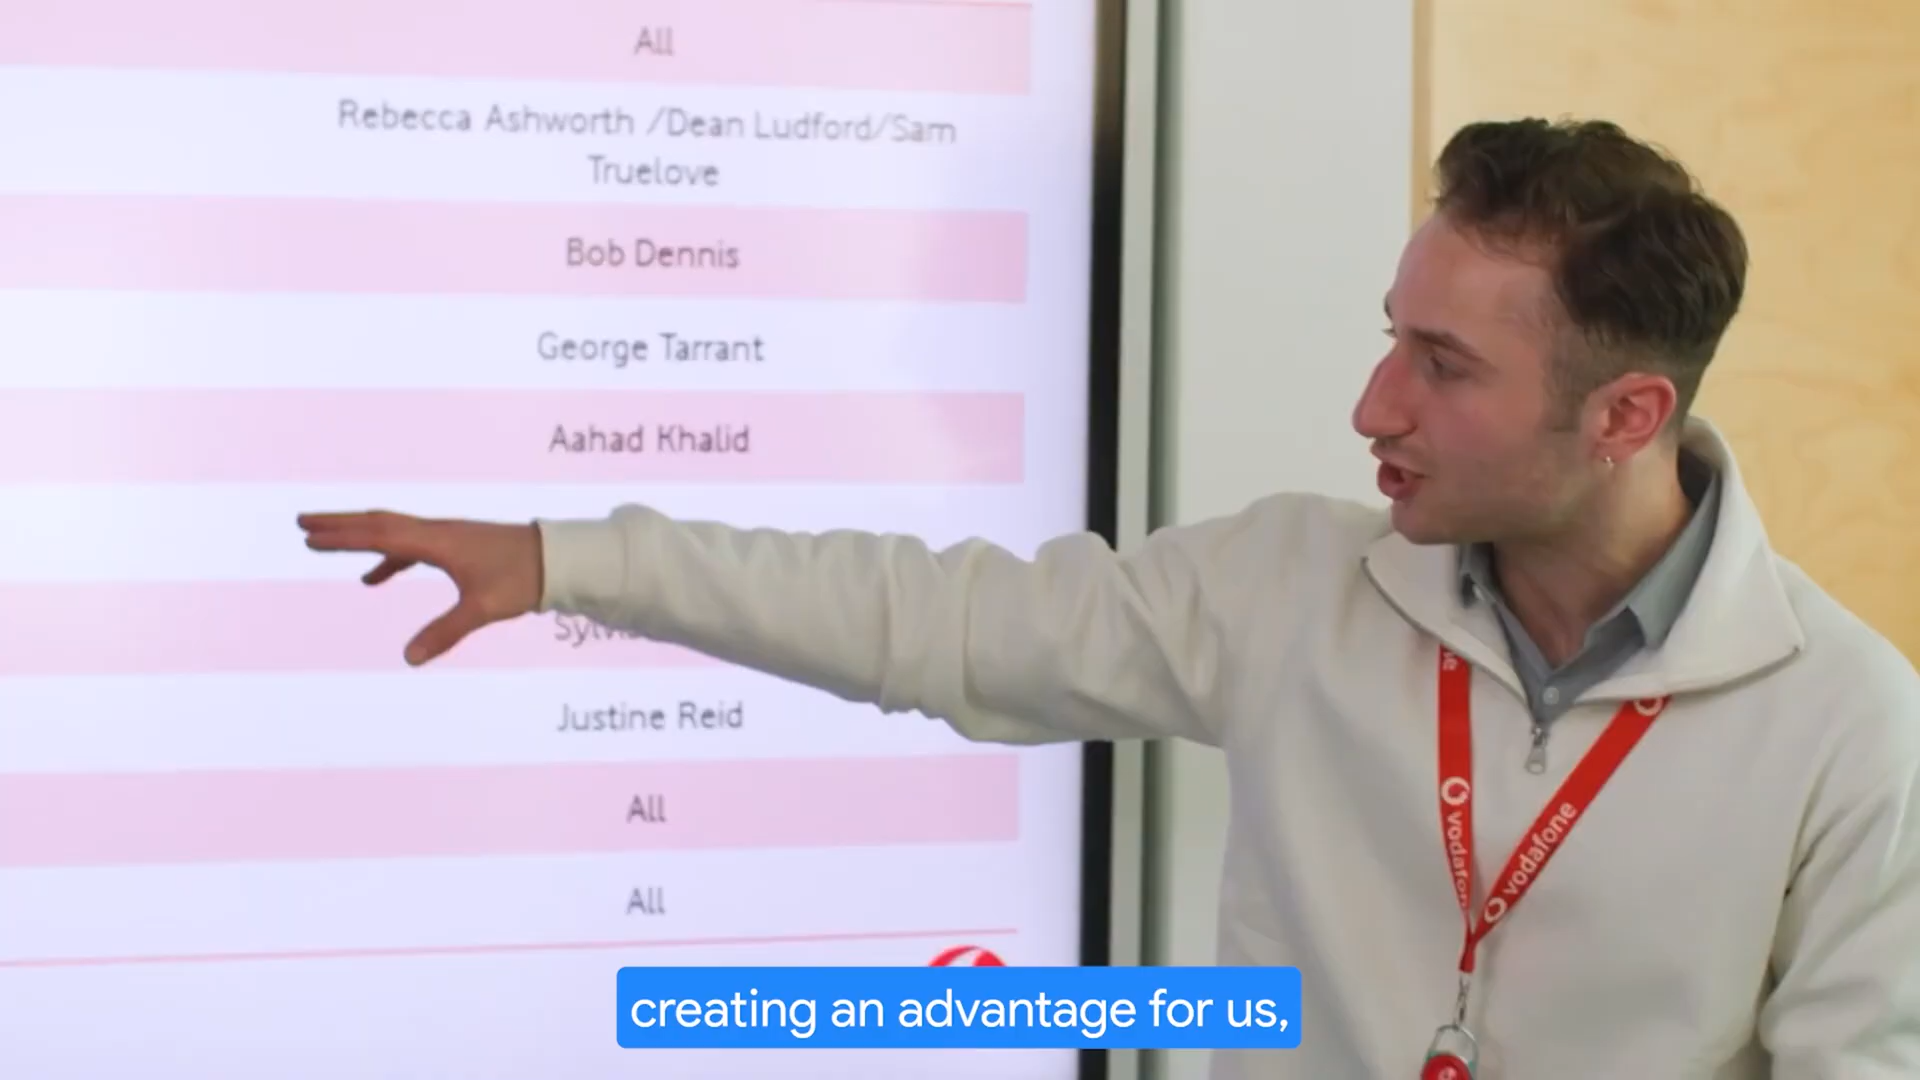 All
Rebecca Ashworth /Dean Ludford/Sam
Truelove
Bob Dennis
George Tarrant
Aahad Khalid
Justine Reid
All
All
vodafone
creating an advantage for us,